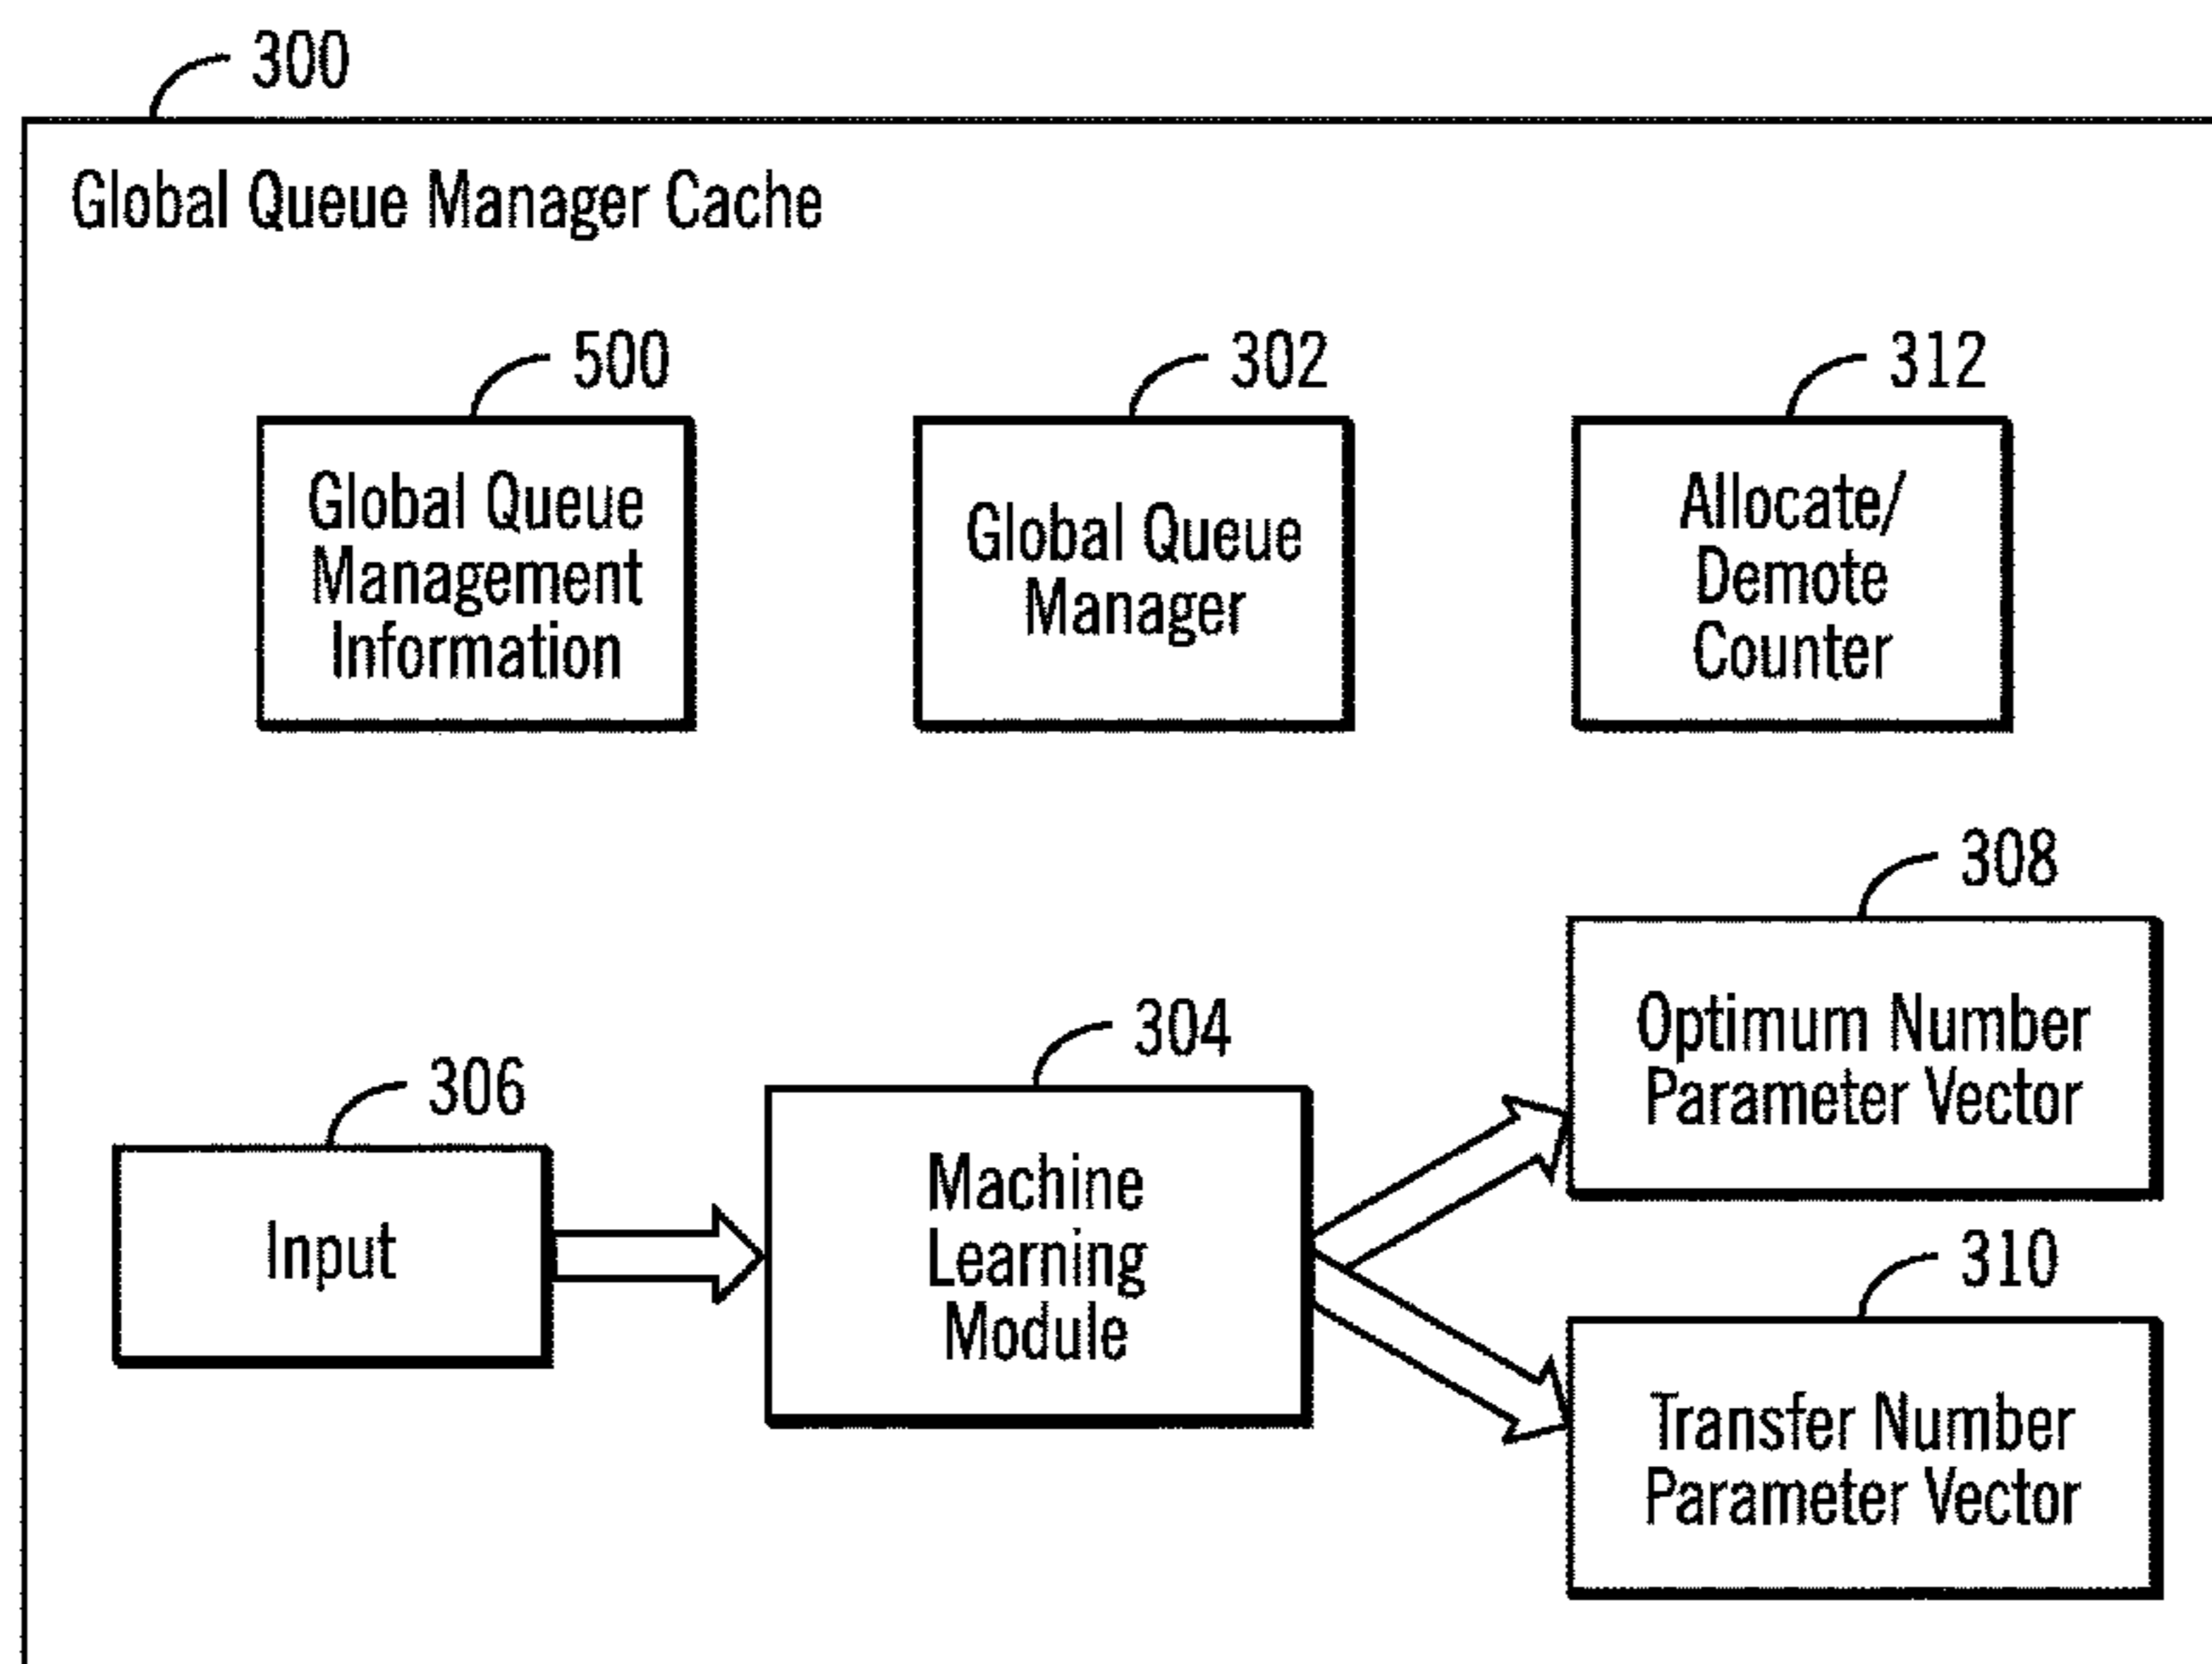 300
Global Queue Manager Cache
500
Global Queue
Management
Information
302
Global Queue
Manager
312
Allocate/
Demote
Counter
306
Input
304
Machine
Learning
Module
308
Optimum Number
Parameter Vector
310
Transfer Number
Parameter Vector